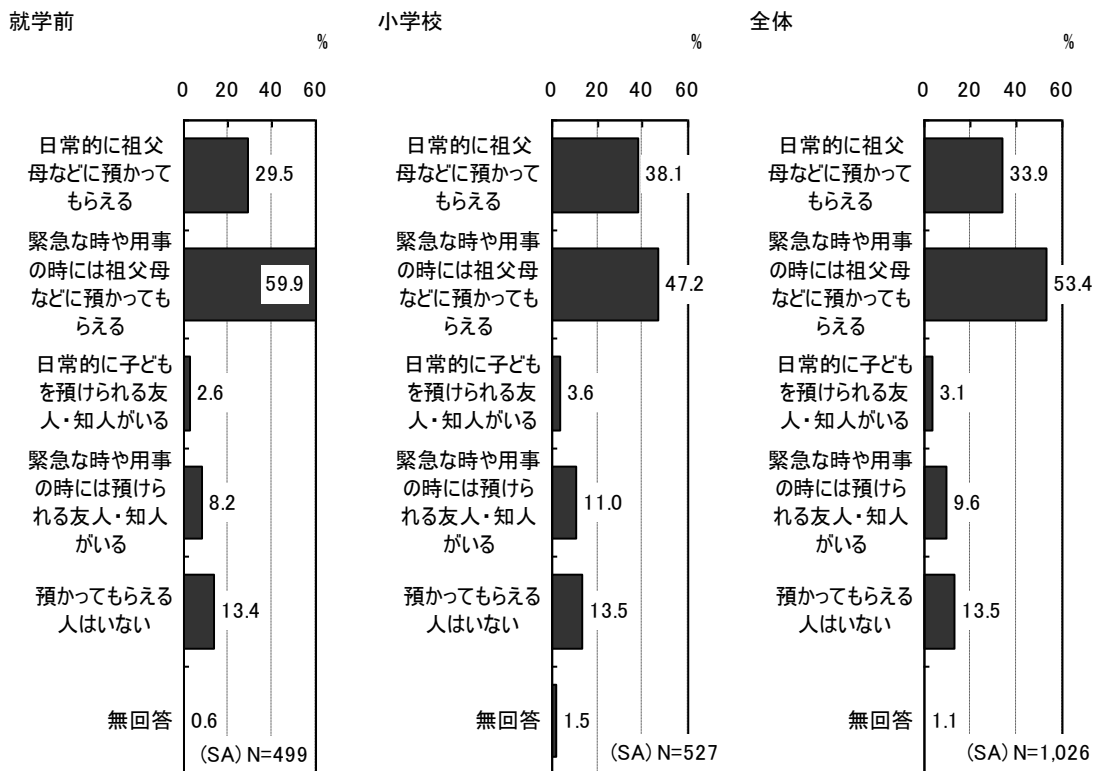 就学前
%
0 20 40 60
日常的に祖父
母などに預かって
もらえる
29.5
緊急な時や用事
の時には祖父母
などに預かっても
らえる
59.9
日常的に子ども
を預けられる友
人・知人がいる
2.6
緊急な時や用事
の時には預けら
れる友人・知人
がいる
8.2
預かってもらえる
人はいない
13.4
無回答
0.6
(SA) N=499
小学校
%
0 20 40 60
日常的に祖父
母などに預かって
もらえる
38.1
緊急な時や用事
の時には祖父母
などに預かっても
らえる
47.2
日常的に子ども
を預けられる友
人・知人がいる
3.6
緊急な時や用事
の時には預けら
れる友人・知人
がいる
11.0
預かってもらえる
人はいない
13.5
無回答
1.5
(SA) N=527
全体
%
0 20 40 60
日常的に祖父
母などに預かって
もらえる
33.9
緊急な時や用事
の時には祖父母
などに預かっても
らえる
53.4
日常的に子ども
を預けられる友
人・知人がいる
3.1
緊急な時や用事
の時には預けら
れる友人・知人
がいる
9.6
預かってもらえる
人はいない
13.5
無回答
1.1
(SA) N=1,026